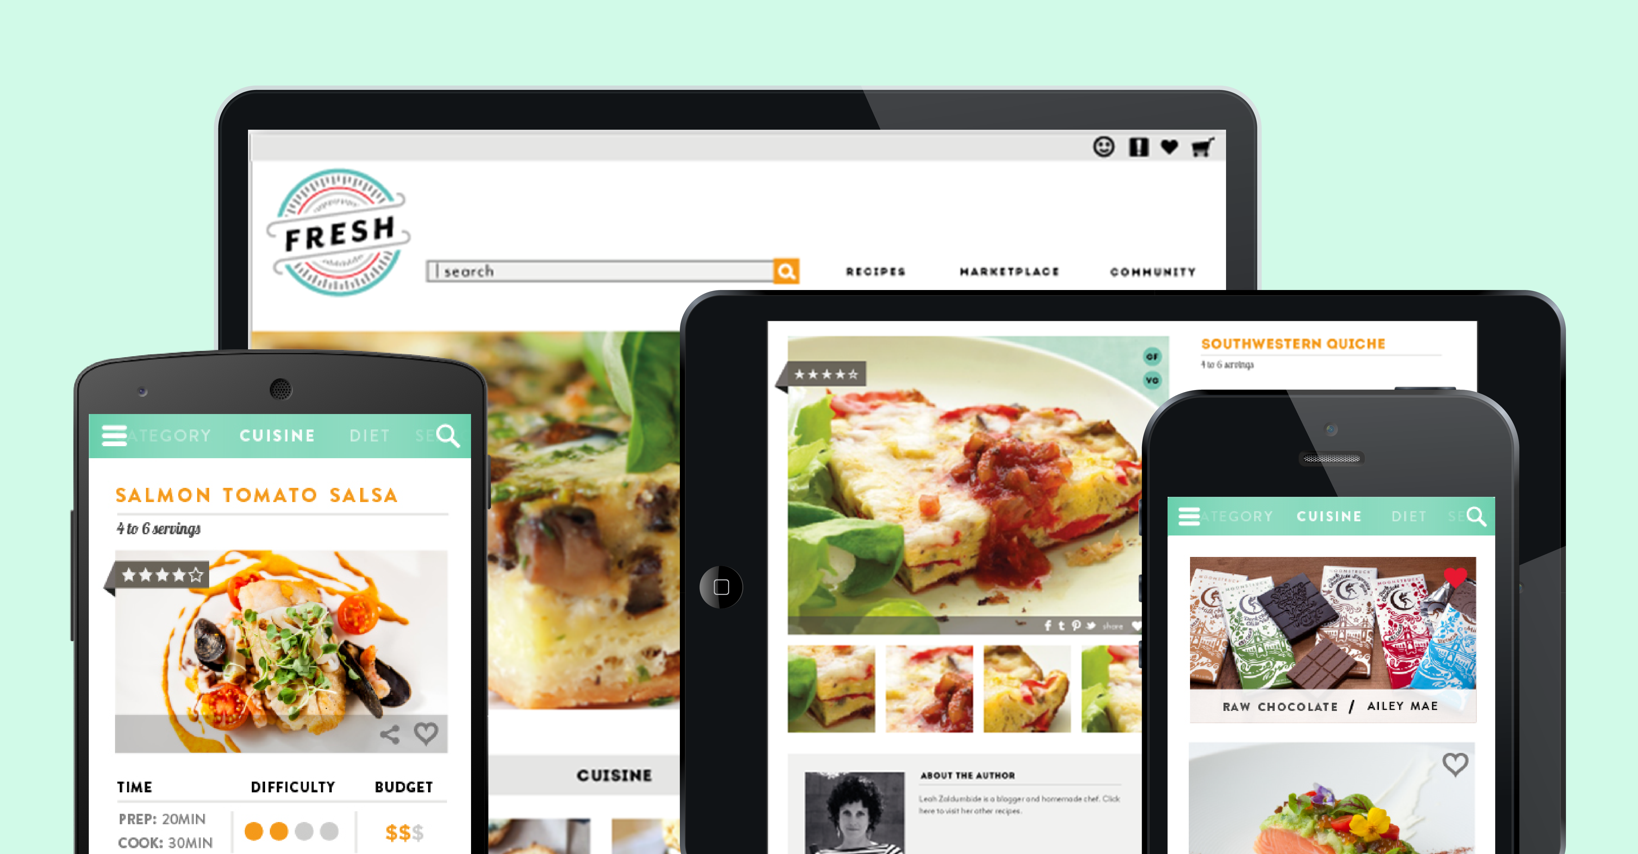 FRESH
search
RECIPES
MARKETPLACE
COMMUNITY
ATEGORY CUISINE DIET SE
SALMON TOMATO SALSA
4 to 6 servings
TIME DIFFICULTY BUDGET
PREP: 20MIN
COOK: 30MIN
$$$
CUISINE
GF
VG
SOUTHWESTERN QUICHE
4 to 6 servings
share
ABOUT THE AUTHOR
Leah Zaldumbide is a blogger and homemade chef. Click
here to visit her other recipes.
ATEGORY CUISINE DIET SE
RAW CHOCOLATE / AILEY MAE